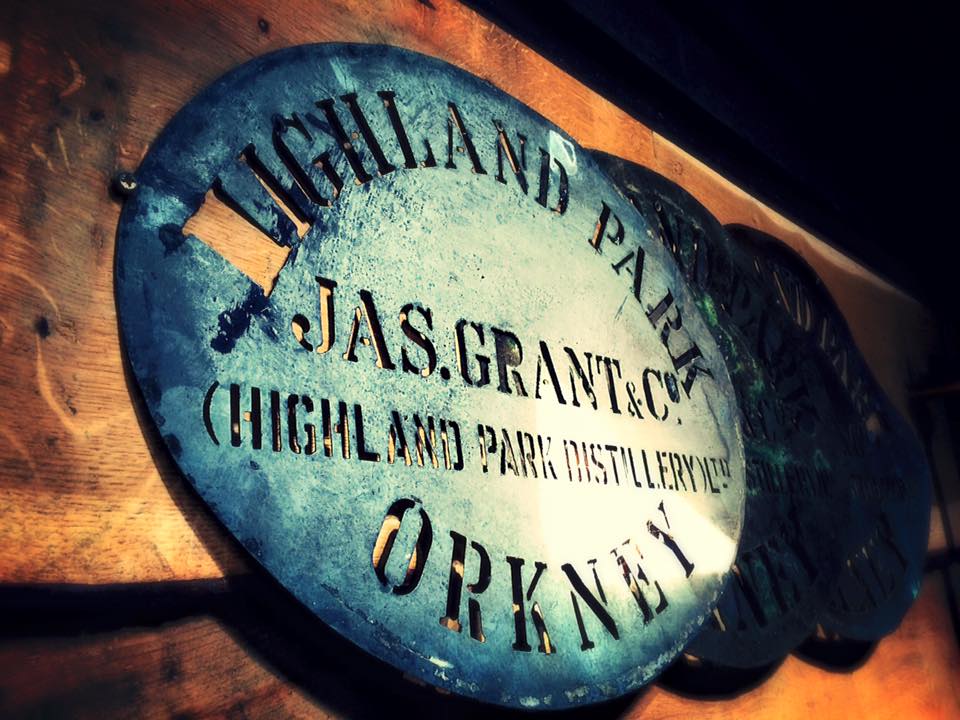 HIGHLAND PARK
JAS. GRANT & Cº.
(HIGHLAND PARK DISTILLERY) LTD
ORKNEY